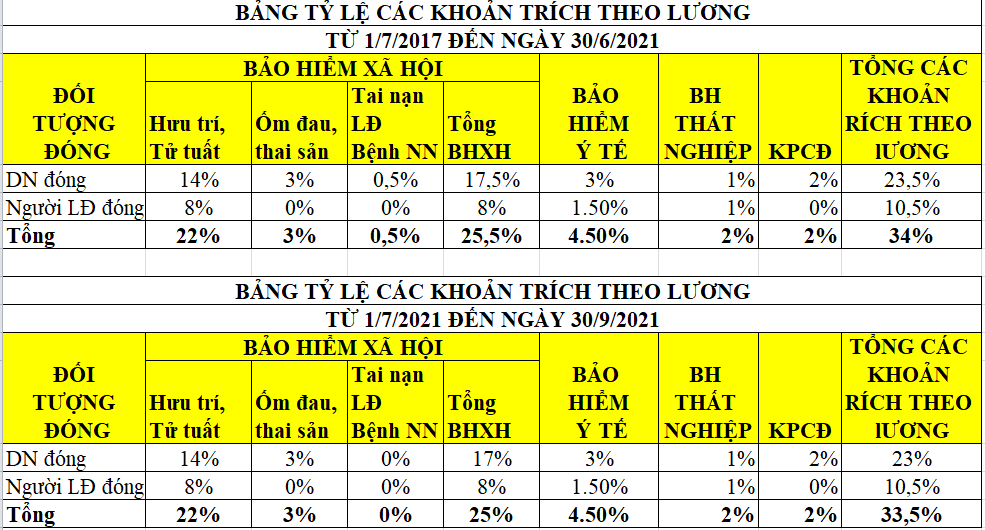 BẢNG TỶ LỆ CÁC KHOẢN TRÍCH THEO LƯƠNG
TỪ 1/7/2017 ĐẾN NGÀY 30/6/2021
ĐỐI TƯỢNG ĐÓNG
BẢO HIỂM XÃ HỘI
Hưu trí, Tử tuất
Ốm đau, thai sản
Tai nạn LĐ Bệnh NN
Tổng BHXH
BẢO HIỂM Y TẾ
BH THẤT NGHIỆP
KPCĐ
TỔNG CÁC KHOẢN RÍCH THEO lƯƠNG
DN đóng 14% 3% 0,5% 17,5% 3% 1% 2% 23,5%
Người LĐ đóng 8% 0% 0% 8% 1.50% 1% 0% 10,5%
Tổng 22% 3% 0,5% 25,5% 4.50% 2% 2% 34%
BẢNG TỶ LỆ CÁC KHOẢN TRÍCH THEO LƯƠNG
TỪ 1/7/2021 ĐẾN NGÀY 30/9/2021
ĐỐI TƯỢNG ĐÓNG
BẢO HIỂM XÃ HỘI
Hưu trí, Tử tuất
Ốm đau, thai sản
Tai nạn LĐ Bệnh NN
Tổng BHXH
BẢO HIỂM Y TẾ
BH THẤT NGHIỆP
KPCĐ
TỔNG CÁC KHOẢN RÍCH THEO lƯƠNG
DN đóng 14% 3% 0% 17% 3% 1% 2% 23%
Người LĐ đóng 8% 0% 0% 8% 1.50% 1% 0% 10,5%
Tổng 22% 3% 0% 25% 4.50% 2% 2% 33,5%